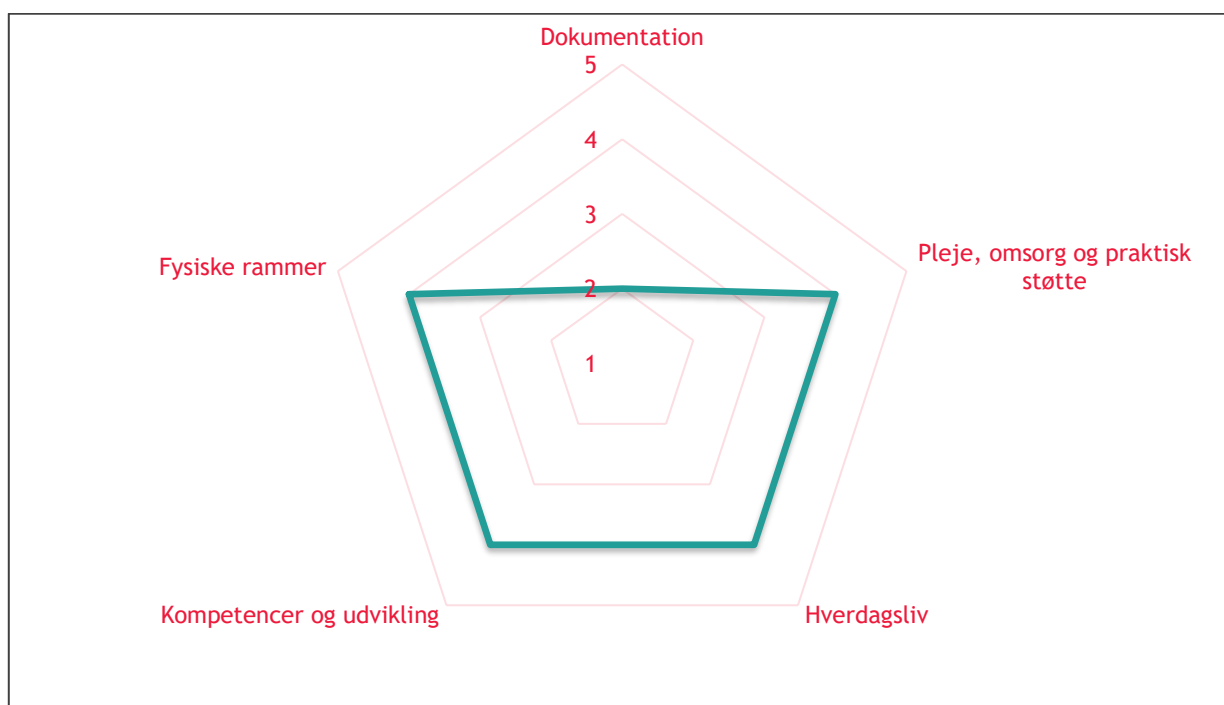 Dokumentation
5
4
3
2
1
Fysiske rammer
Pleje, omsorg og praktisk
støtte
Kompetencer og udvikling
Hverdagsliv